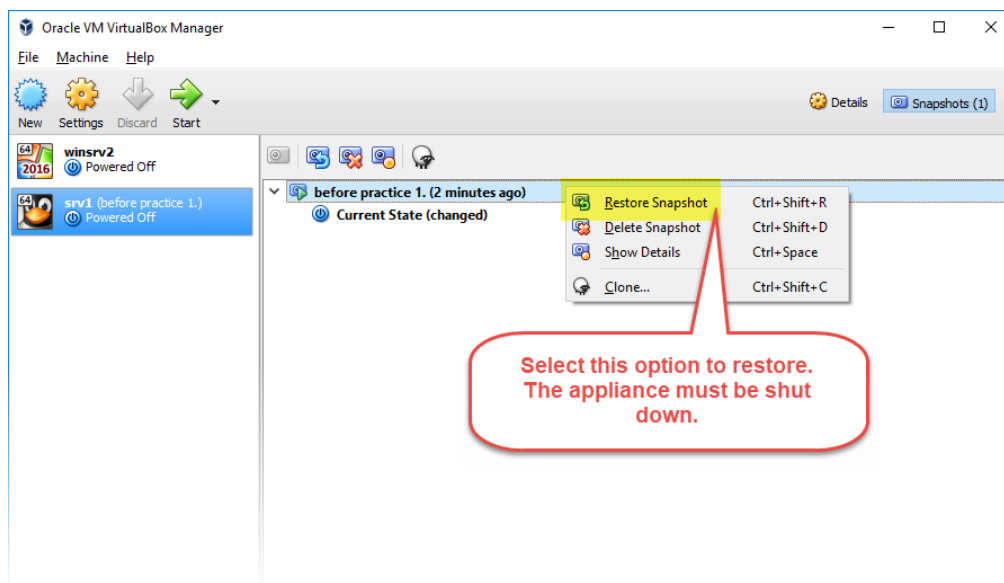 Oracle VM VirtualBox Manager
File Machine Help
New Settings Discard Start
Details Snapshots (1)
64
2016
winsrv2
Powered Off
64
srv1 (before practice 1.)
Powered Off
before practice 1. (2 minutes ago)
Current State (changed)
Restore Snapshot Ctrl+Shift+R
Delete Snapshot Ctrl+Shift+D
Show Details Ctrl+Space
Clone... Ctrl+Shift+C
Select this option to restore.
The appliance must be shut
down.